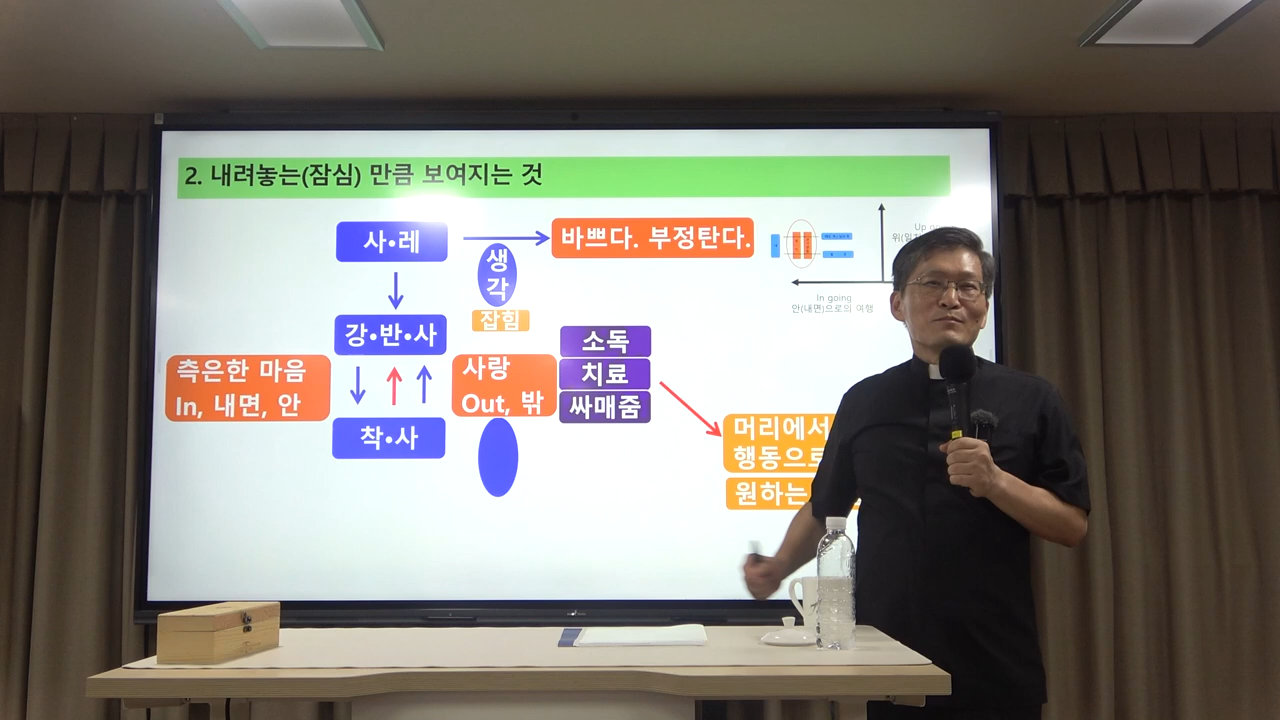 2. 내려놓는(잠심) 만큼 보여지는 것
사•레
바쁘다. 부정탄다.
생
각
잡힘
강•반•사
측은한 마음
In, 내면, 안
사랑
Out, 밖
소독
치료
싸매줌
착•사
머리에서
행동으로
원하는
Up
위(일
In going
안(내면)으로의 여행